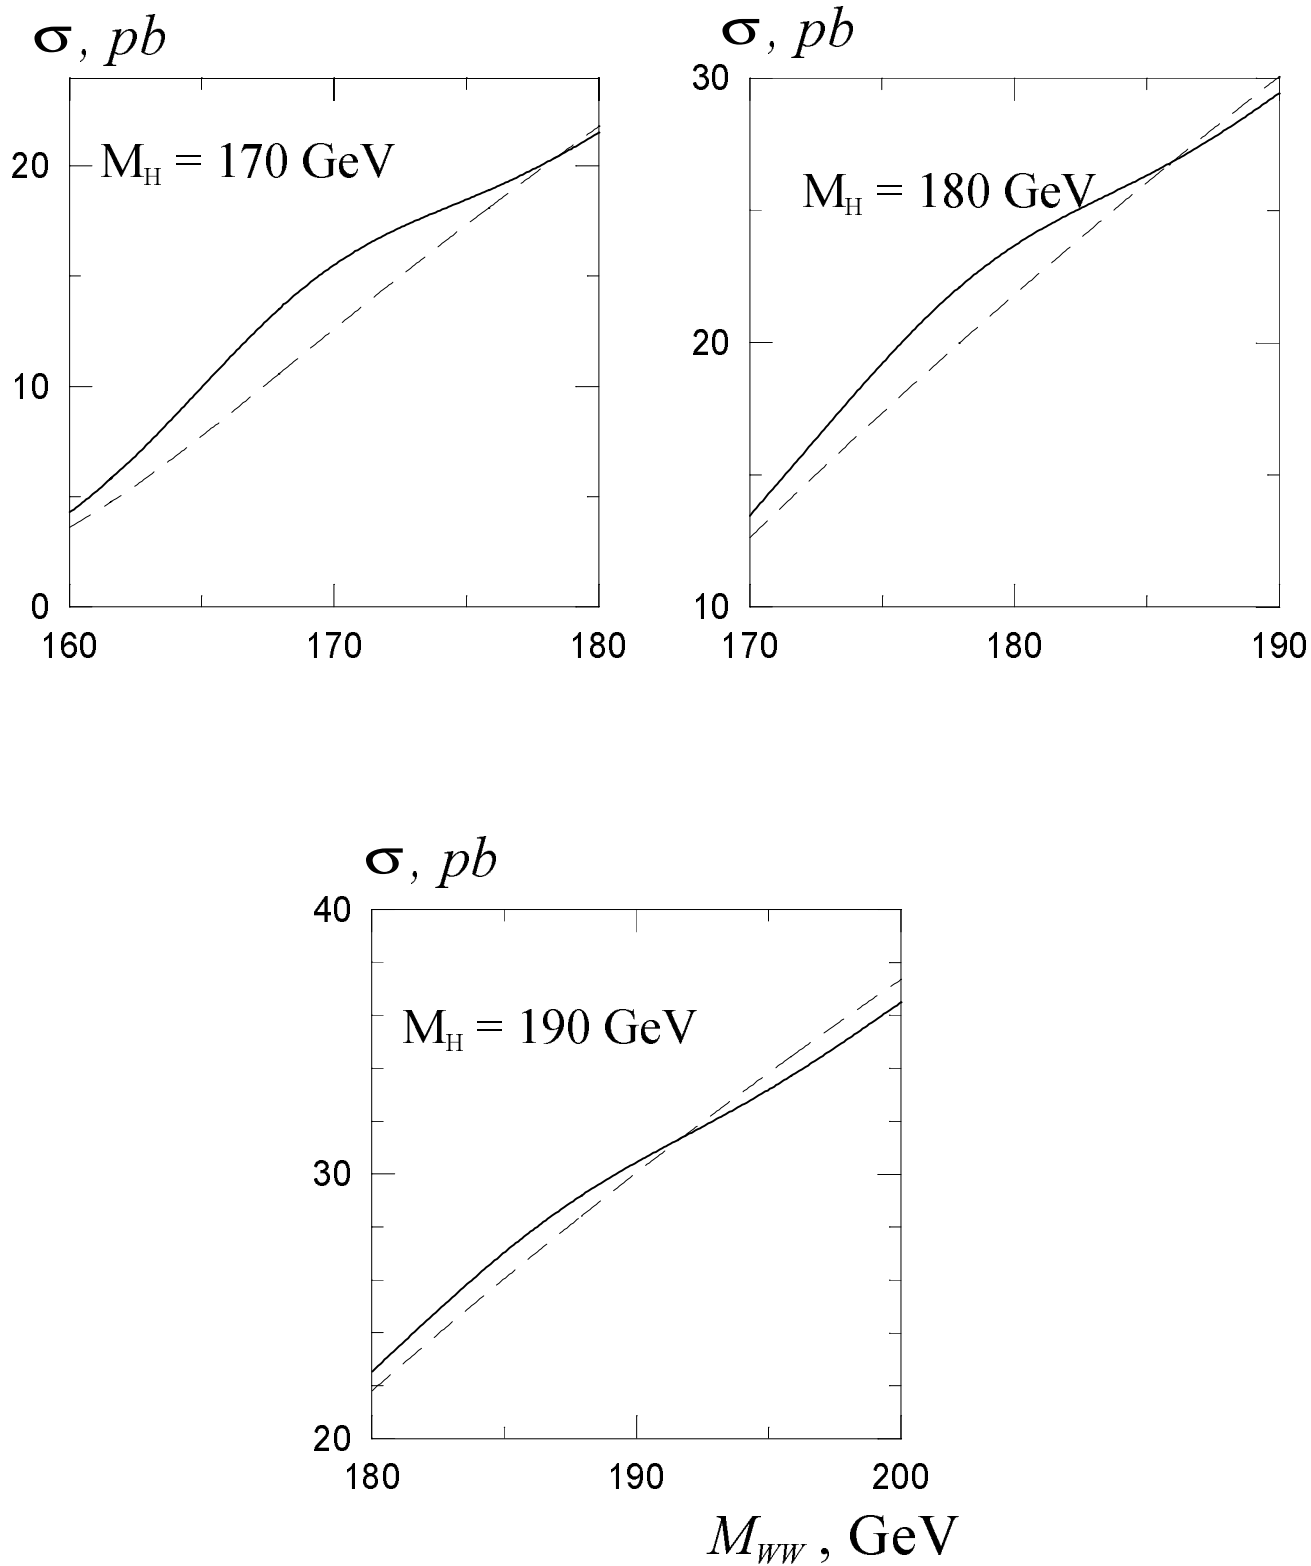 σ, pb
20
M_H = 170 GeV
10
0
160 170 180
σ, pb
30
M_H = 180 GeV
20
10
170 180 190
σ, pb
40
M_H = 190 GeV
30
20
180 190 200
M_WW , GeV